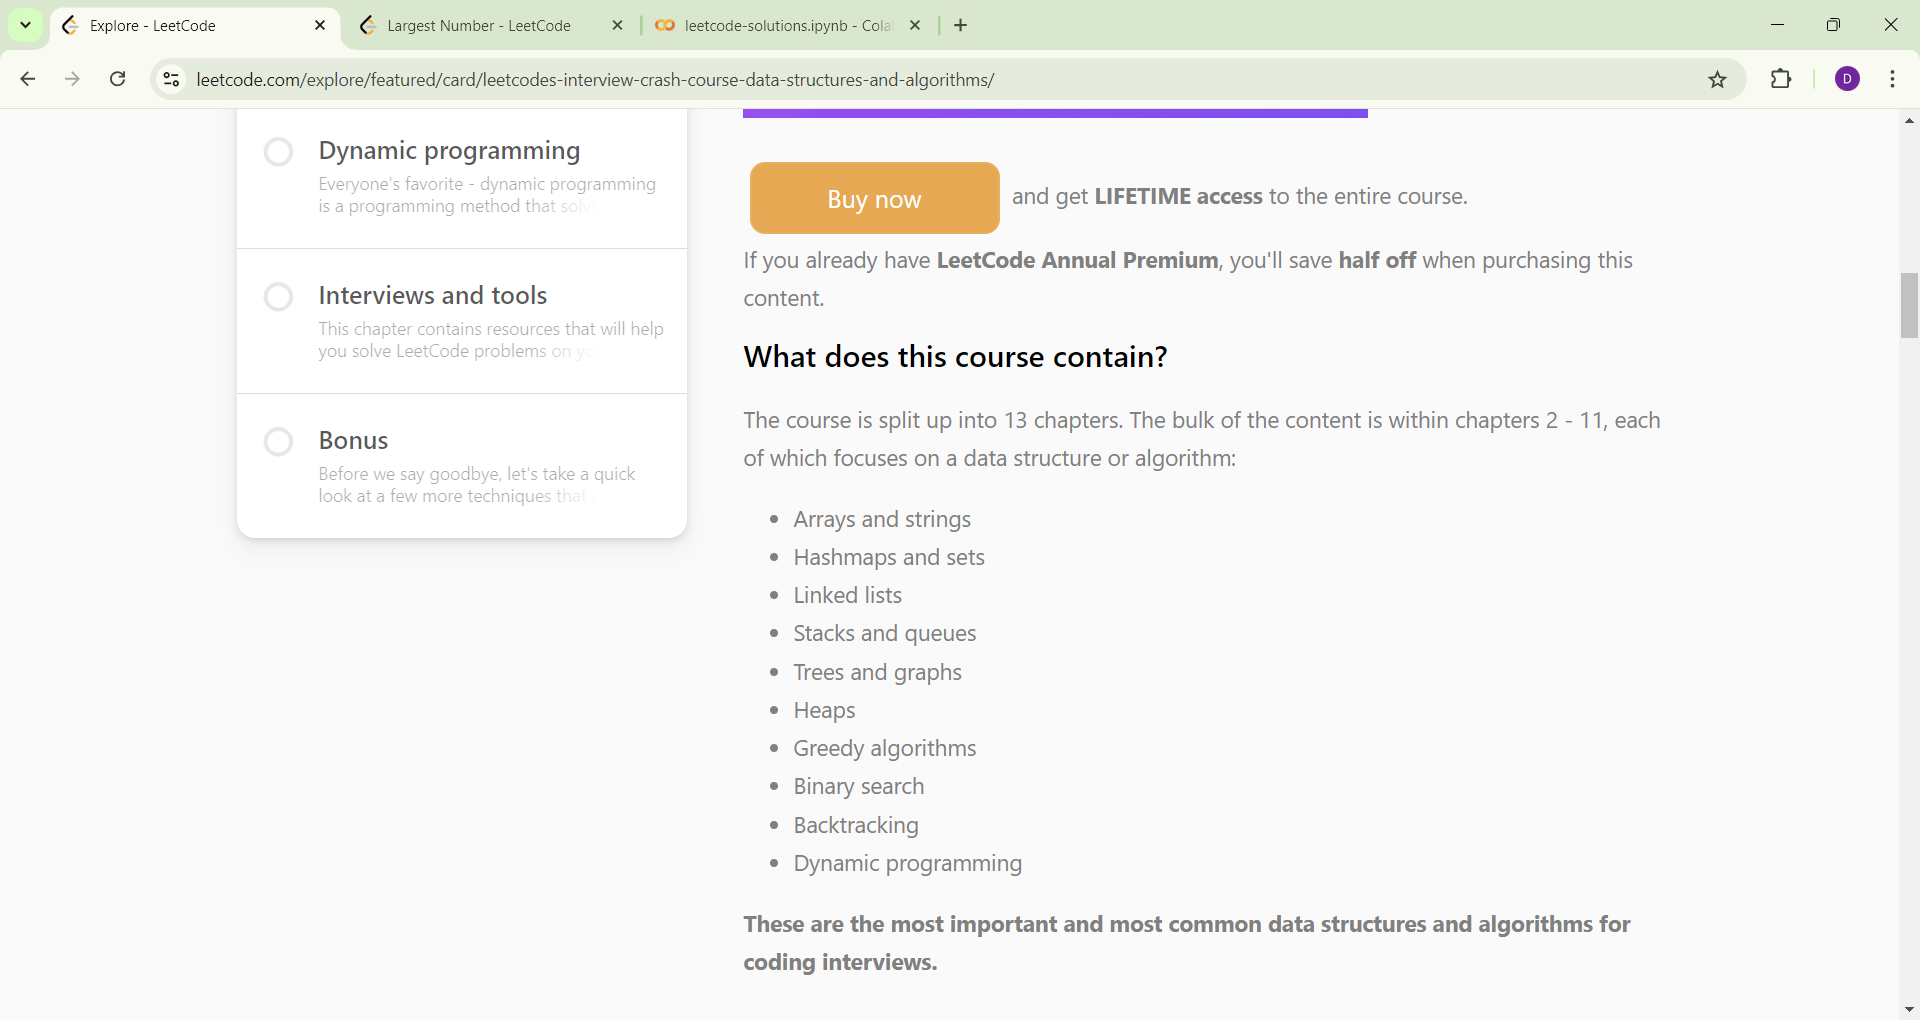 Explore - LeetCode
Largest Number - LeetCode
leetcode-solutions.ipynb - Cola
leetcode.com/explore/featured/card/leetcodes-interview-crash-course-data-structures-and-algorithms/
D
Dynamic programming
Everyone's favorite - dynamic programming
is a programming method that solv
Interviews and tools
This chapter contains resources that will help
you solve LeetCode problems on yo
Bonus
Before we say goodbye, let's take a quick
look at a few more techniques that
Buy now and get LIFETIME access to the entire course.
If you already have LeetCode Annual Premium, you'll save half off when purchasing this
content.
What does this course contain?
The course is split up into 13 chapters. The bulk of the content is within chapters 2 - 11, each
of which focuses on a data structure or algorithm:
• Arrays and strings
• Hashmaps and sets
• Linked lists
• Stacks and queues
• Trees and graphs
• Heaps
• Greedy algorithms
• Binary search
• Backtracking
• Dynamic programming
These are the most important and most common data structures and algorithms for
coding interviews.